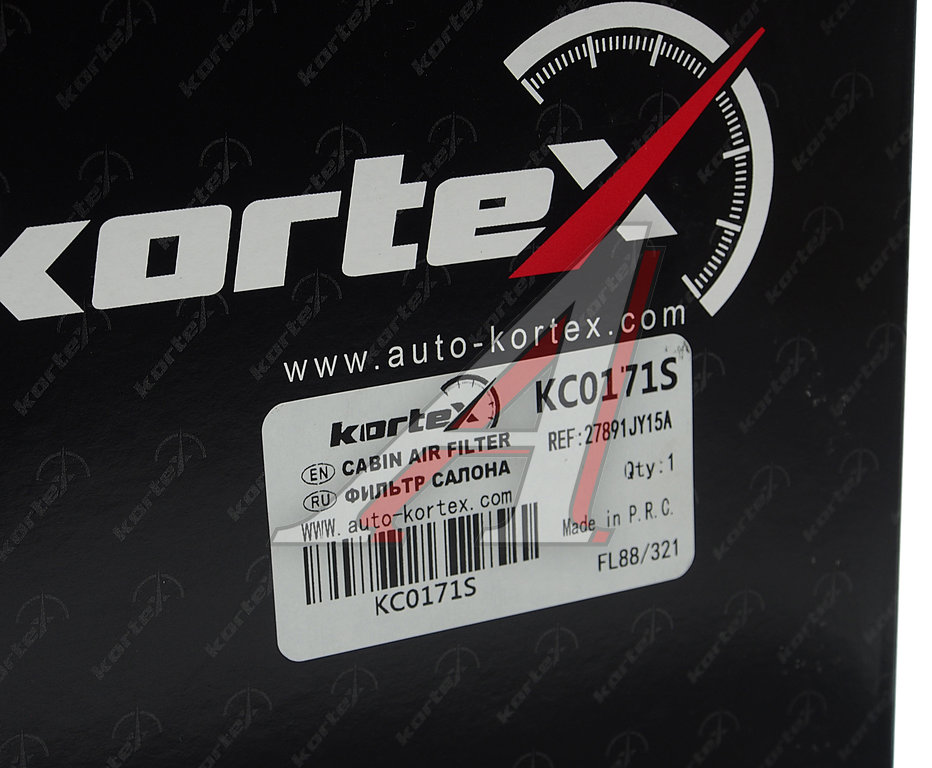 kortex
www.auto-kortex.com
kortex
KC0171S
EN CABIN AIR FILTER
REF:27891JY15A
RU ФИЛЬТР САЛОНА
Qty:1
www.auto-kortex.com
Made in P.R.C.
KC0171S
FL88/321